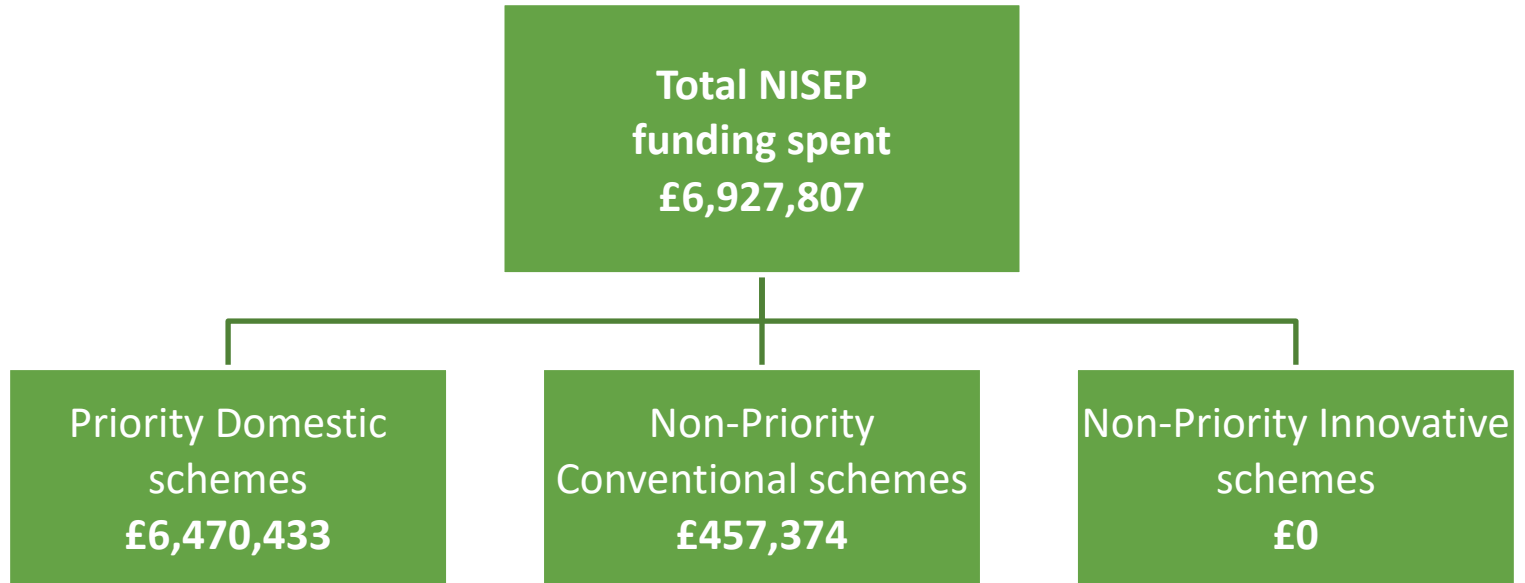 Total NISEP
funding spent
£6,927,807
Priority Domestic
schemes
£6,470,433
Non-Priority
Conventional schemes
£457,374
Non-Priority Innovative
schemes
£0